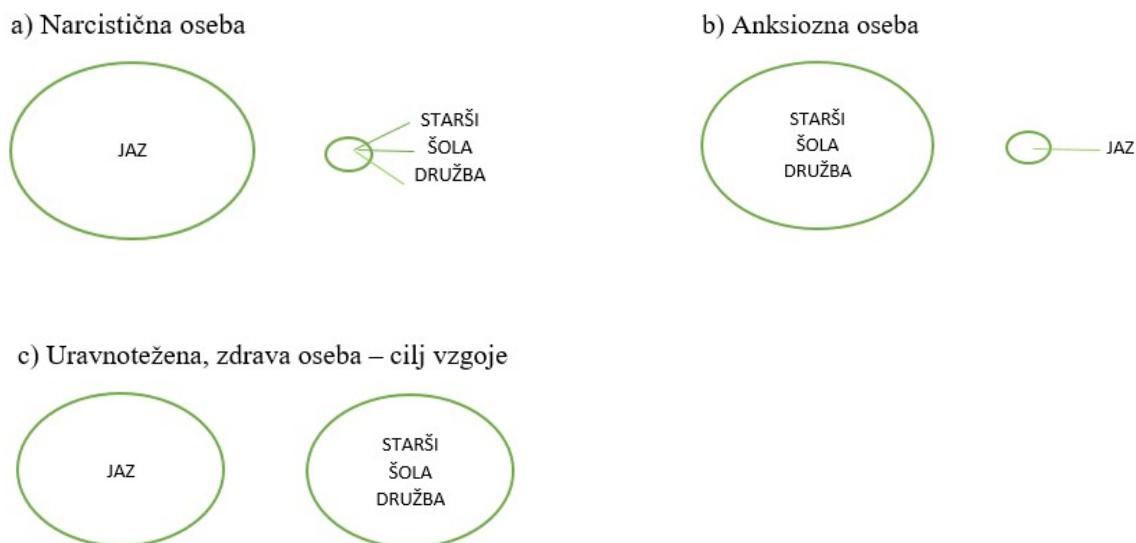 a) Narcistična oseba
JAZ
STARŠI
ŠOLA
DRUŽBA
b) Anksiozna oseba
STARŠI
ŠOLA
DRUŽBA
JAZ
c) Uravnotežena, zdrava oseba – cilj vzgoje
JAZ
STARŠI
ŠOLA
DRUŽBA